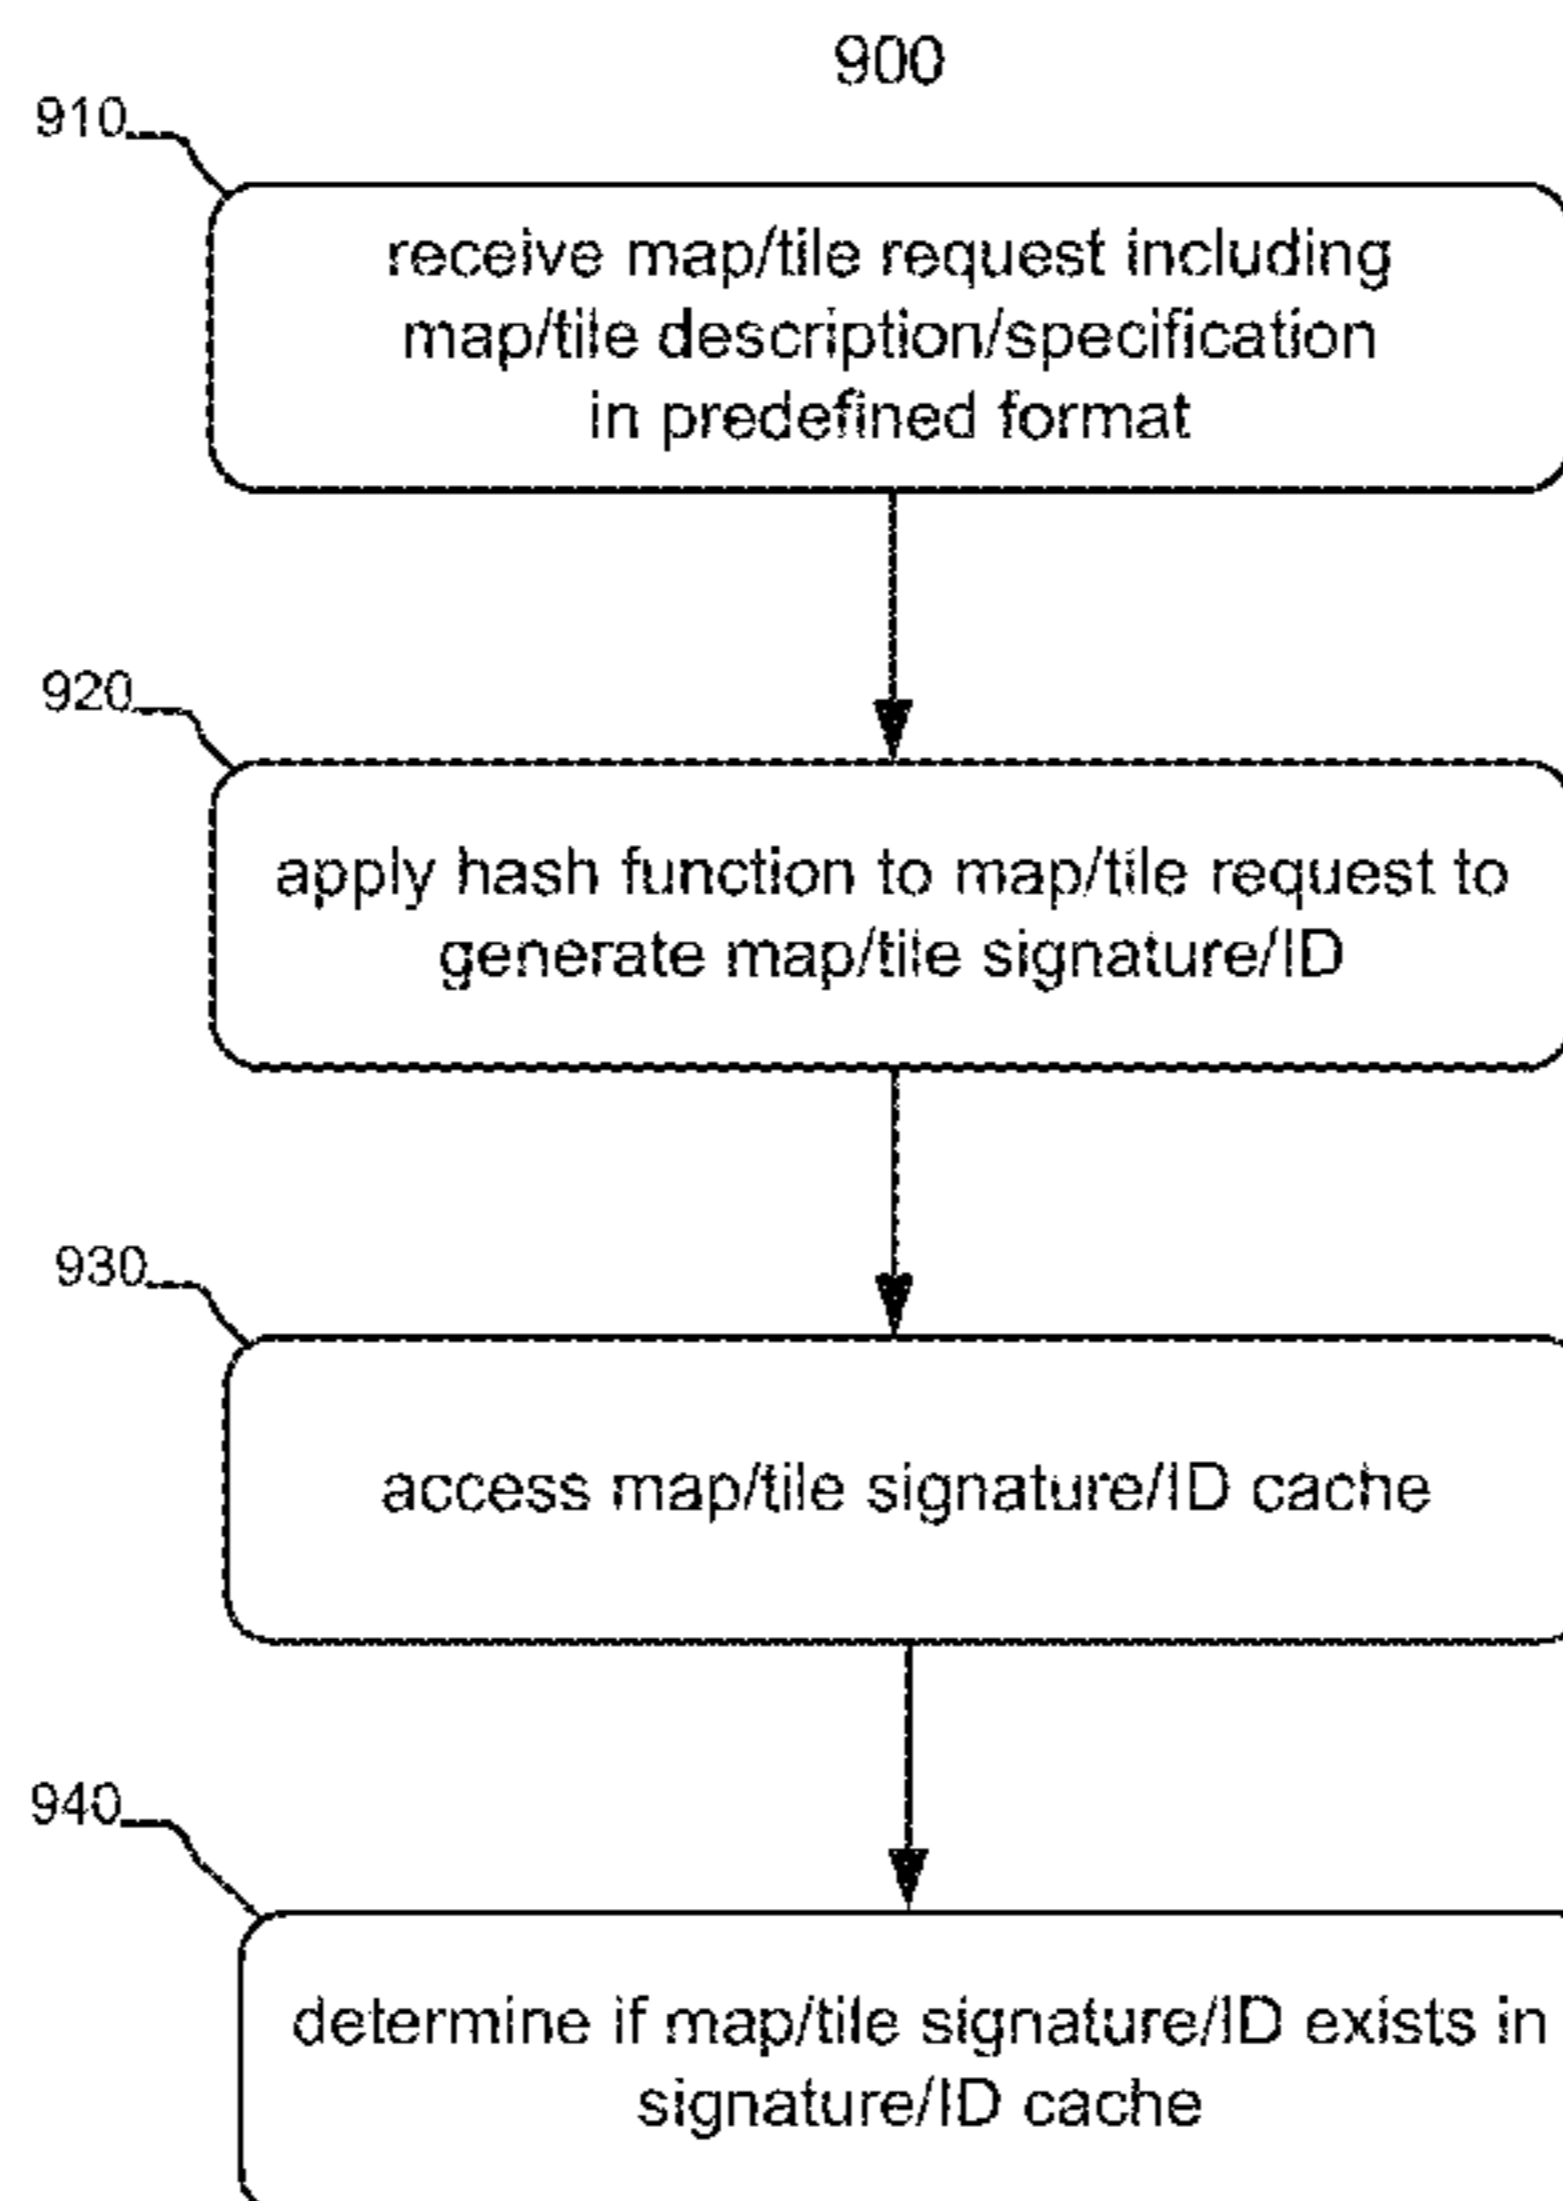 900
910
receive map/tile request including
map/tile description/specification
in predefined format
920
apply hash function to map/tile request to
generate map/tile signature/ID
930
access map/tile signature/ID cache
940
determine if map/tile signature/ID exists in
signature/ID cache